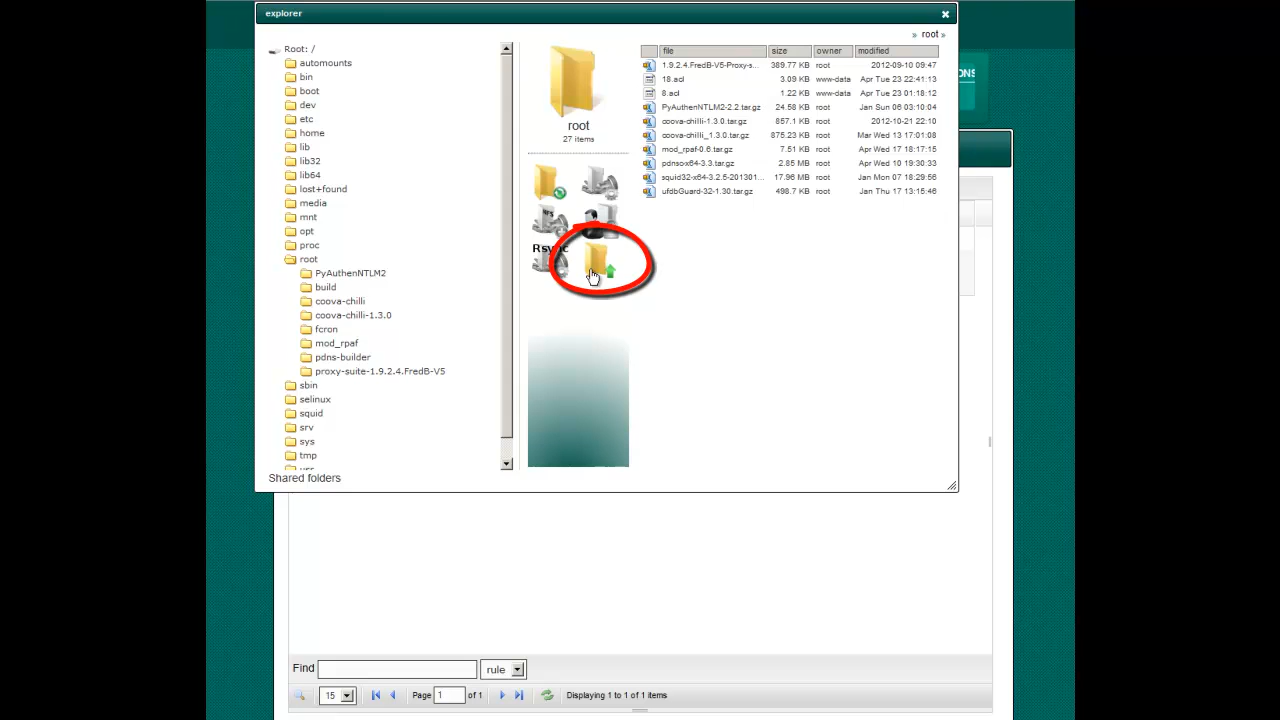 explorer
» root »
Root: /
automounts
bin
boot
dev
etc
home
lib
lib32
lib64
lost+found
media
mnt
opt
proc
root
PyAuthenNTLM2
build
coova-chilli
coova-chilli-1.3.0
fcron
mod_rpaf
pdns-builder
proxy-suite-1.9.2.4.FredB-V5
sbin
selinux
squid
srv
sys
tmp
Shared folders
root
27 items
NFS
Rsync
file size owner modified
1.9.2.4.FredB-V5-Proxy-s... 389.77 KB root 2012-09-10 09:47
18.acl 3.09 KB www-data Apr Tue 23 22:41:13
8.acl 1.22 KB www-data Apr Tue 23 01:18:12
PyAuthenNTLM2-2.2.tar.gz 24.58 KB root Jan Sun 06 03:10:04
coova-chilli-1.3.0.tar.gz 857.1 KB root 2012-10-21 22:10
coova-chilli_1.3.0.tar.gz 875.23 KB root Mar Wed 13 17:01:08
mod_rpaf-0.6.tar.gz 7.51 KB root Apr Wed 17 18:17:15
pdnsox64-3.3.tar.gz 2.85 MB root Apr Wed 10 19:30:33
squid32-x64-3.2.5-201301... 17.96 MB root Jan Mon 07 18:29:56
ufdbGuard-32-1.30.tar.gz 498.7 KB root Jan Thu 17 13:15:46
Find rule
15 Page 1 of 1 Displaying 1 to 1 of 1 items